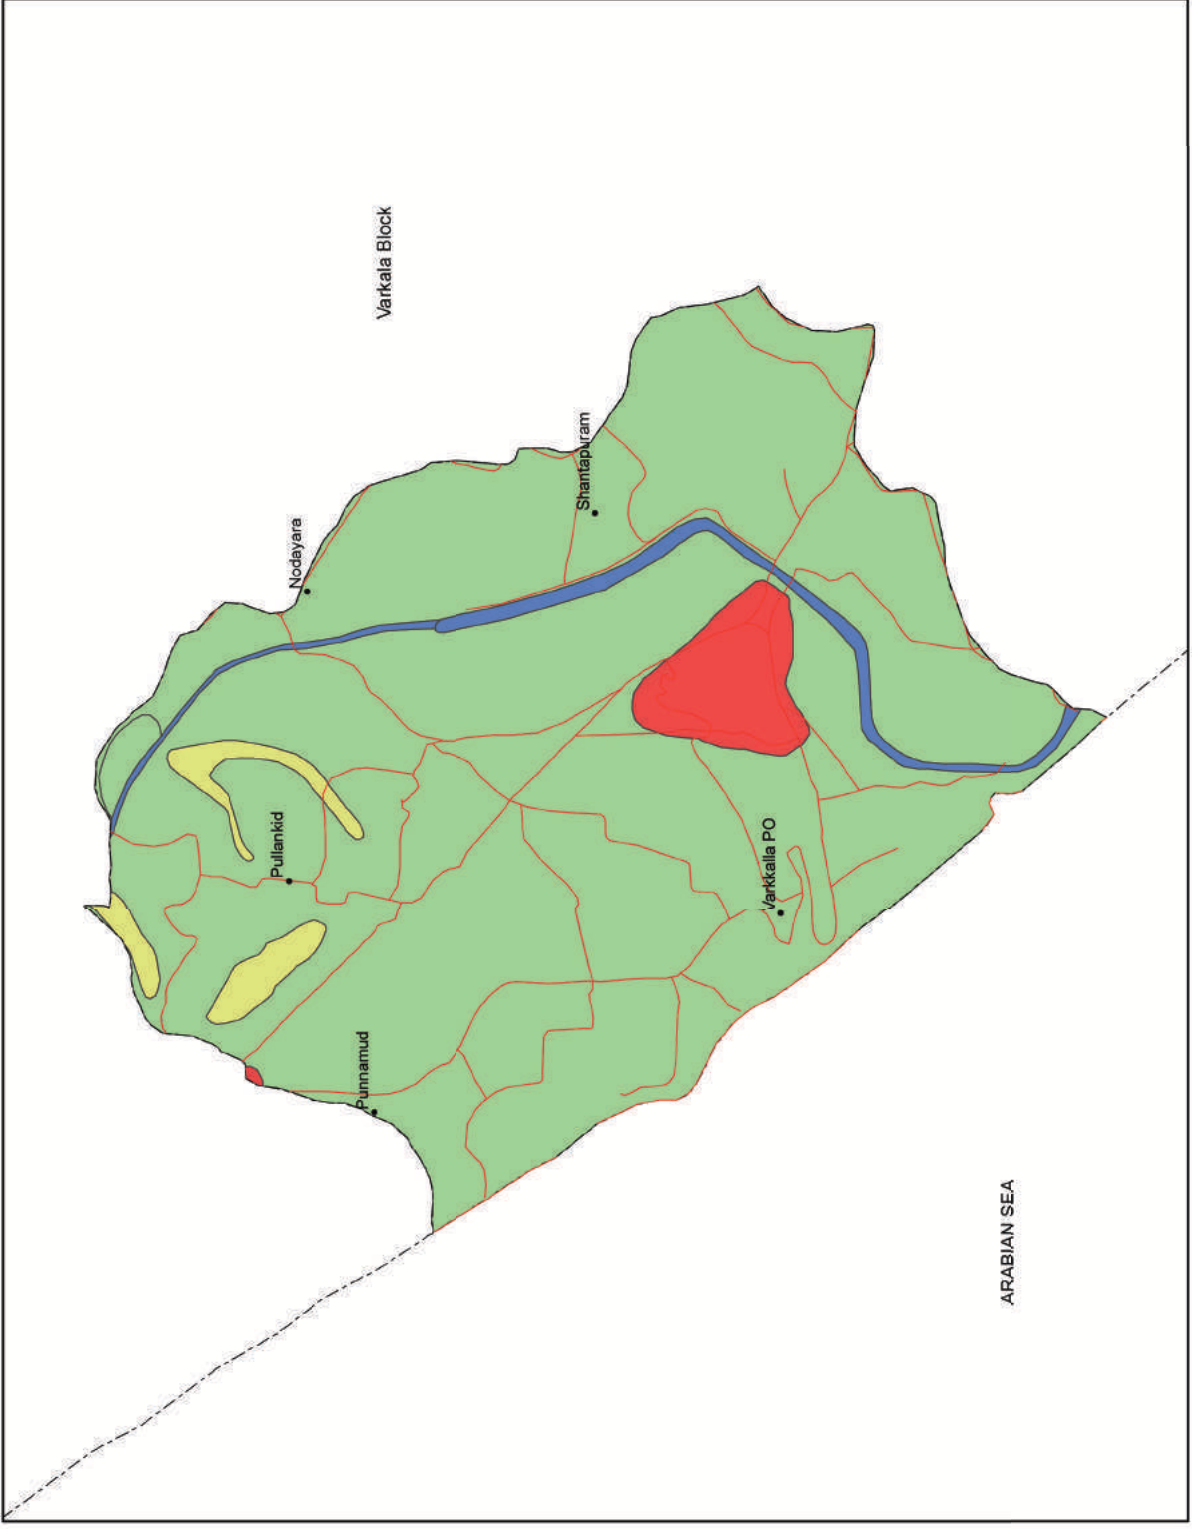 Varkala Block
Nodayara
Shantapuram
Pullankid
Varkkalla PO
Punnamud
ARABIAN SEA